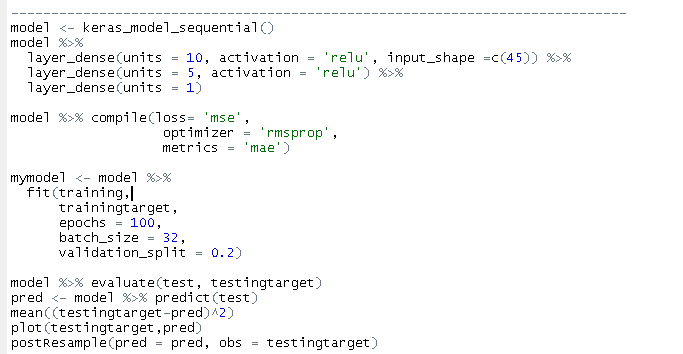 --------------------------------------------------------------------------------
model <- keras_model_sequential()
model %>%
  layer_dense(units = 10, activation = 'relu', input_shape =c(45)) %>%
  layer_dense(units = 5, activation = 'relu') %>%
  layer_dense(units = 1)
model %>% compile(loss= 'mse',
                   optimizer = 'rmsprop',
                   metrics = 'mae')
mymodel <- model %>%
  fit(training,
      trainingtarget,
      epochs = 100,
      batch_size = 32,
      validation_split = 0.2)
model %>% evaluate(test, testingtarget)
pred <- model %>% predict(test)
mean((testingtarget-pred)^2)
plot(testingtarget,pred)
postResample(pred = pred, obs = testingtarget)